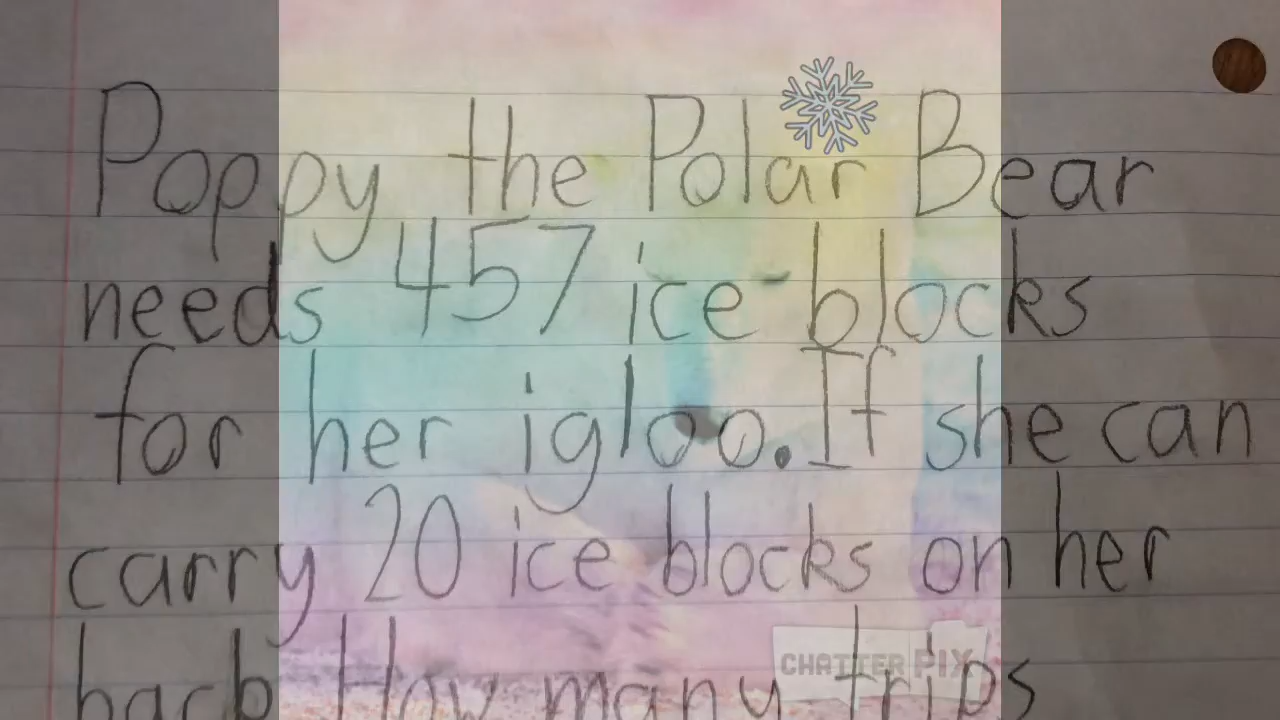 Poppy the Polar Bear
needs 457 ice blocks
for her igloo. If she can
carry 20 ice blocks on her
back How many trips
CHATTERPIX